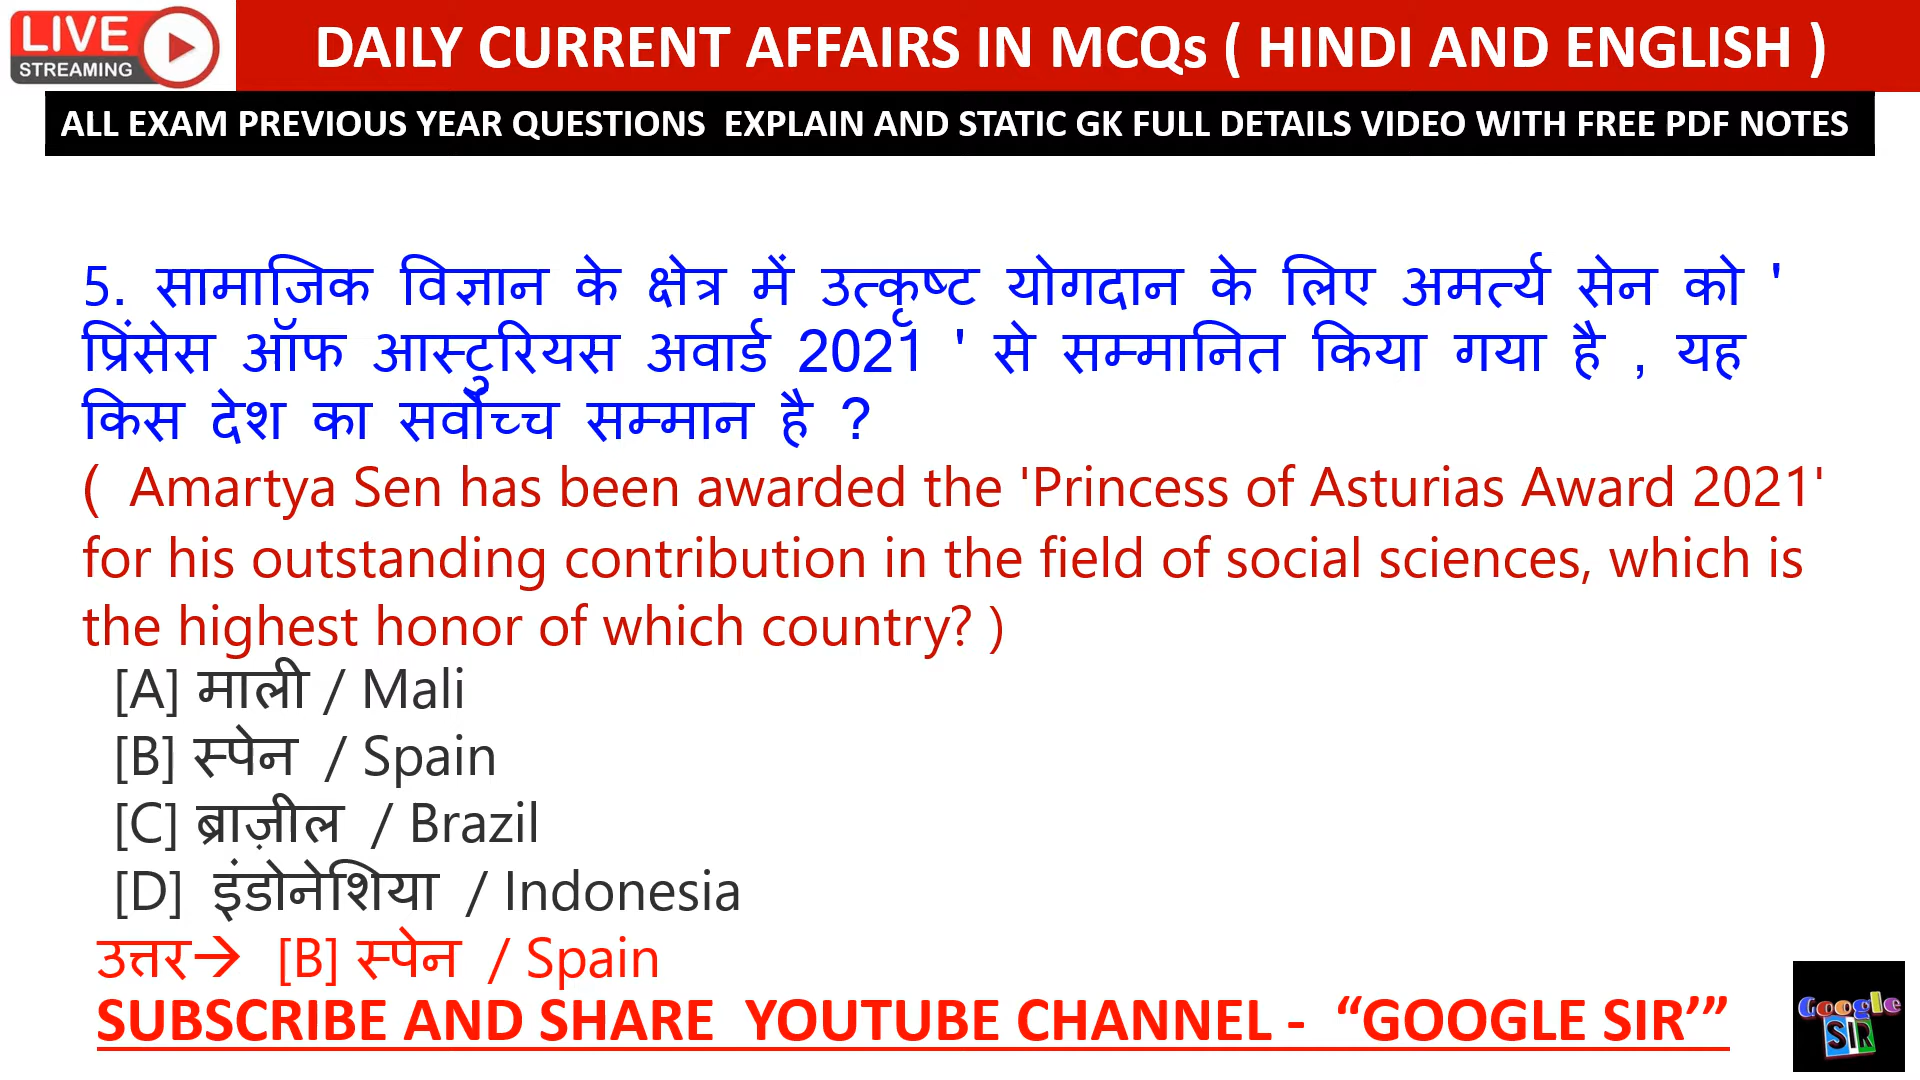 LIVE
STREAMING
DAILY CURRENT AFFAIRS IN MCQs ( HINDI AND ENGLISH )
ALL EXAM PREVIOUS YEAR QUESTIONS EXPLAIN AND STATIC GK FULL DETAILS VIDEO WITH FREE PDF NOTES
5. सामाजिक विज्ञान के क्षेत्र में उत्कृष्ट योगदान के लिए अमर्त्य सेन को '
प्रिंसेस ऑफ आस्टुरियस अवार्ड 2021 ' से सम्मानित किया गया है , यह
किस देश का सर्वोच्च सम्मान है ?
( Amartya Sen has been awarded the 'Princess of Asturias Award 2021'
for his outstanding contribution in the field of social sciences, which is
the highest honor of which country? )
[A] माली / Mali
[B] स्पेन / Spain
[C] ब्राज़ील / Brazil
[D] इंडोनेशिया / Indonesia
उत्तर→ [B] स्पेन / Spain
SUBSCRIBE AND SHARE YOUTUBE CHANNEL - “GOOGLE SIR’”
Google
SIR